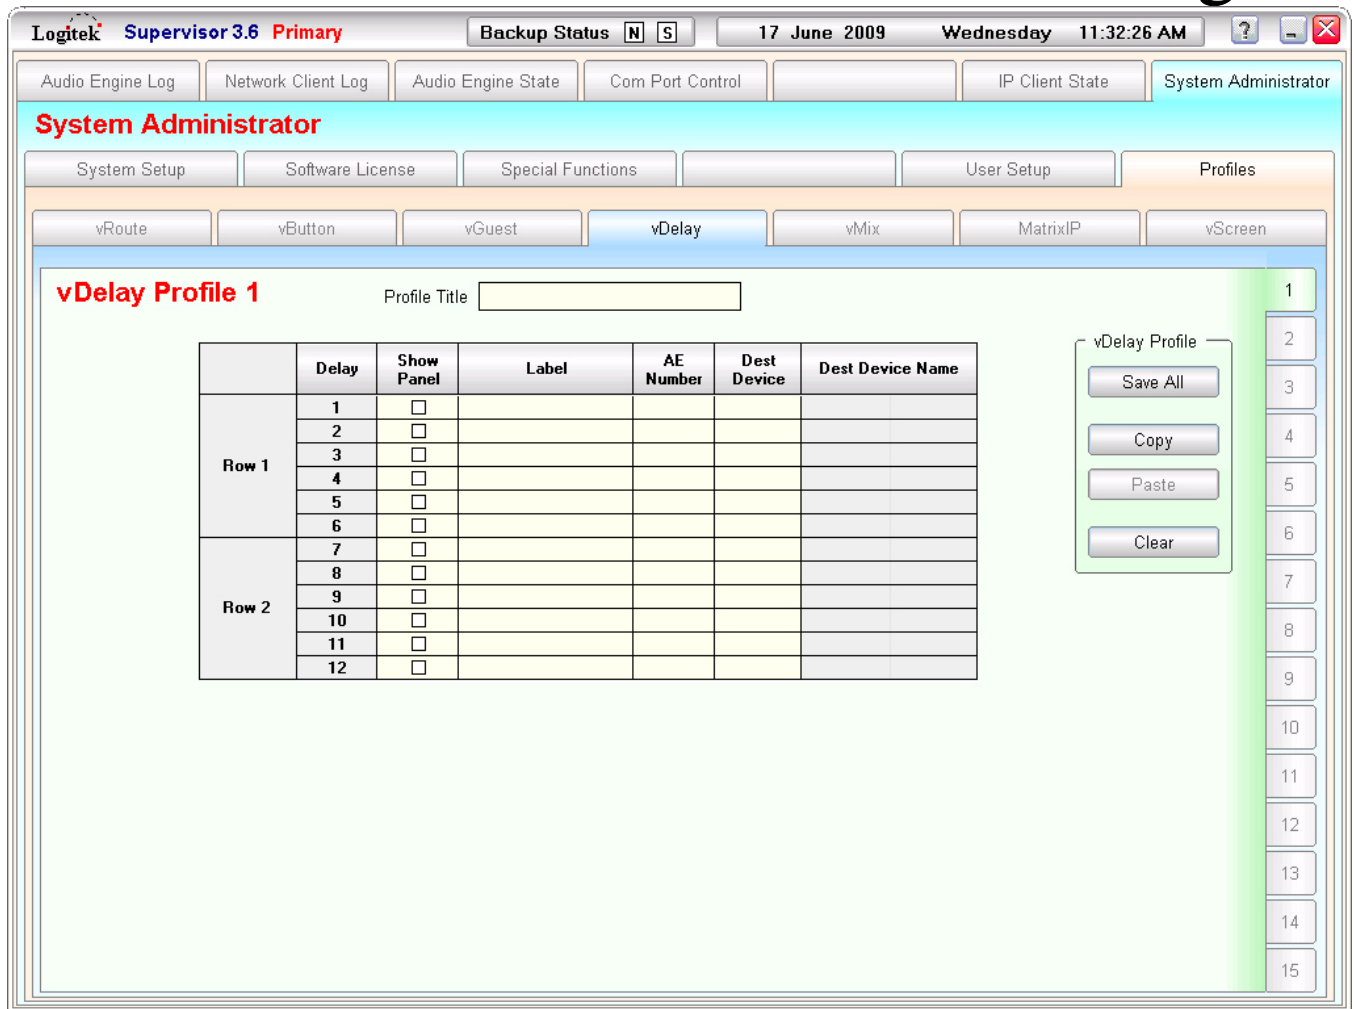 Logitek Supervisor 3.6 Primary Backup Status N S 17 June 2009 Wednesday 11:32:26 AM ?
Audio Engine Log Network Client Log Audio Engine State Com Port Control IP Client State System Administrator
System Administrator
System Setup Software License Special Functions User Setup Profiles
vRoute vButton vGuest vDelay vMix MatrixIP vScreen
vDelay Profile 1 Profile Title
Delay Show Panel Label AE Number Dest Device Dest Device Name
Row 1
1
2
3
4
5
6
Row 2
7
8
9
10
11
12
vDelay Profile
Save All
Copy
Paste
Clear
1
2
3
4
5
6
7
8
9
10
11
12
13
14
15